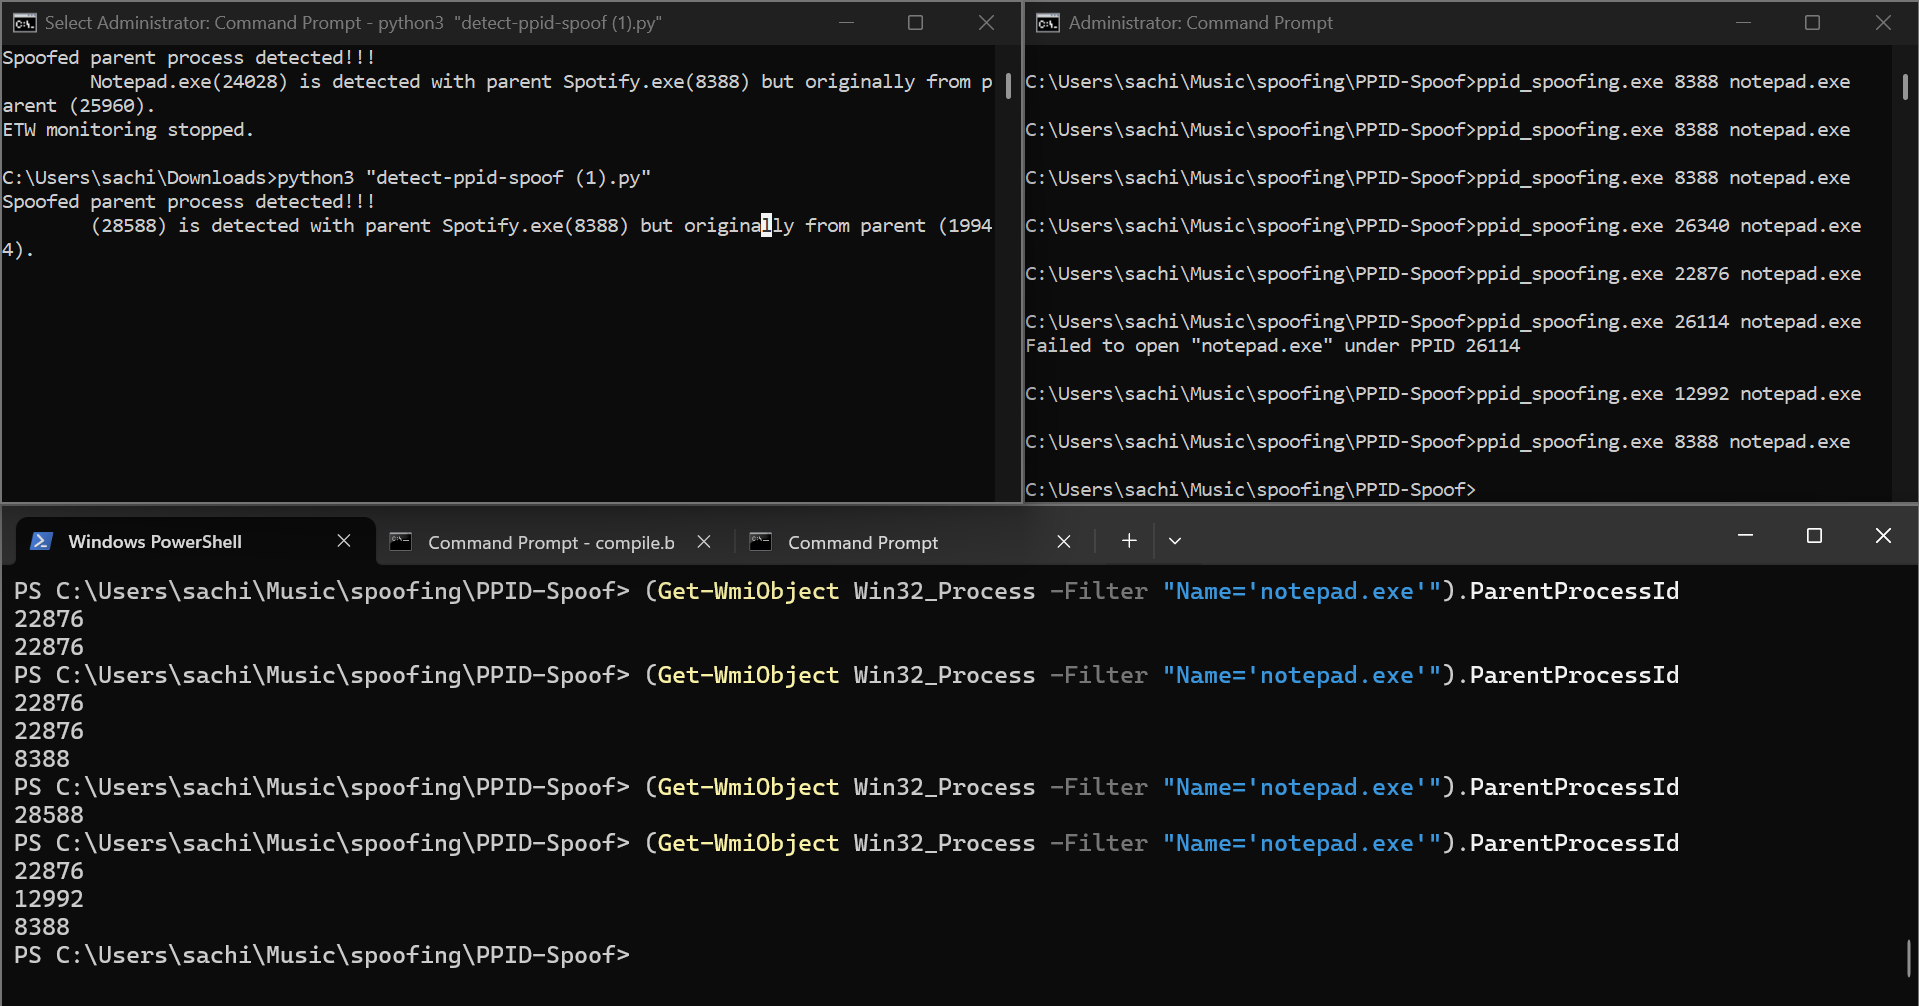 Select Administrator: Command Prompt - python3  "detect-ppid-spoof (1).py"
Spoofed parent process detected!!!
        Notepad.exe(24028) is detected with parent Spotify.exe(8388) but originally from p
arent (25960).
ETW monitoring stopped.
C:\Users\sachi\Downloads>python3 "detect-ppid-spoof (1).py"
Spoofed parent process detected!!!
        (28588) is detected with parent Spotify.exe(8388) but originally from parent (1994
4).
Administrator: Command Prompt
C:\Users\sachi\Music\spoofing\PPID-Spoof>ppid_spoofing.exe 8388 notepad.exe
C:\Users\sachi\Music\spoofing\PPID-Spoof>ppid_spoofing.exe 8388 notepad.exe
C:\Users\sachi\Music\spoofing\PPID-Spoof>ppid_spoofing.exe 8388 notepad.exe
C:\Users\sachi\Music\spoofing\PPID-Spoof>ppid_spoofing.exe 26340 notepad.exe
C:\Users\sachi\Music\spoofing\PPID-Spoof>ppid_spoofing.exe 22876 notepad.exe
C:\Users\sachi\Music\spoofing\PPID-Spoof>ppid_spoofing.exe 26114 notepad.exe
Failed to open "notepad.exe" under PPID 26114
C:\Users\sachi\Music\spoofing\PPID-Spoof>ppid_spoofing.exe 12992 notepad.exe
C:\Users\sachi\Music\spoofing\PPID-Spoof>ppid_spoofing.exe 8388 notepad.exe
C:\Users\sachi\Music\spoofing\PPID-Spoof>
Windows PowerShell
Command Prompt - compile.b
Command Prompt
PS C:\Users\sachi\Music\spoofing\PPID-Spoof> (Get-WmiObject Win32_Process -Filter "Name='notepad.exe'").ParentProcessId
22876
22876
PS C:\Users\sachi\Music\spoofing\PPID-Spoof> (Get-WmiObject Win32_Process -Filter "Name='notepad.exe'").ParentProcessId
22876
22876
8388
PS C:\Users\sachi\Music\spoofing\PPID-Spoof> (Get-WmiObject Win32_Process -Filter "Name='notepad.exe'").ParentProcessId
28588
PS C:\Users\sachi\Music\spoofing\PPID-Spoof> (Get-WmiObject Win32_Process -Filter "Name='notepad.exe'").ParentProcessId
22876
12992
8388
PS C:\Users\sachi\Music\spoofing\PPID-Spoof>